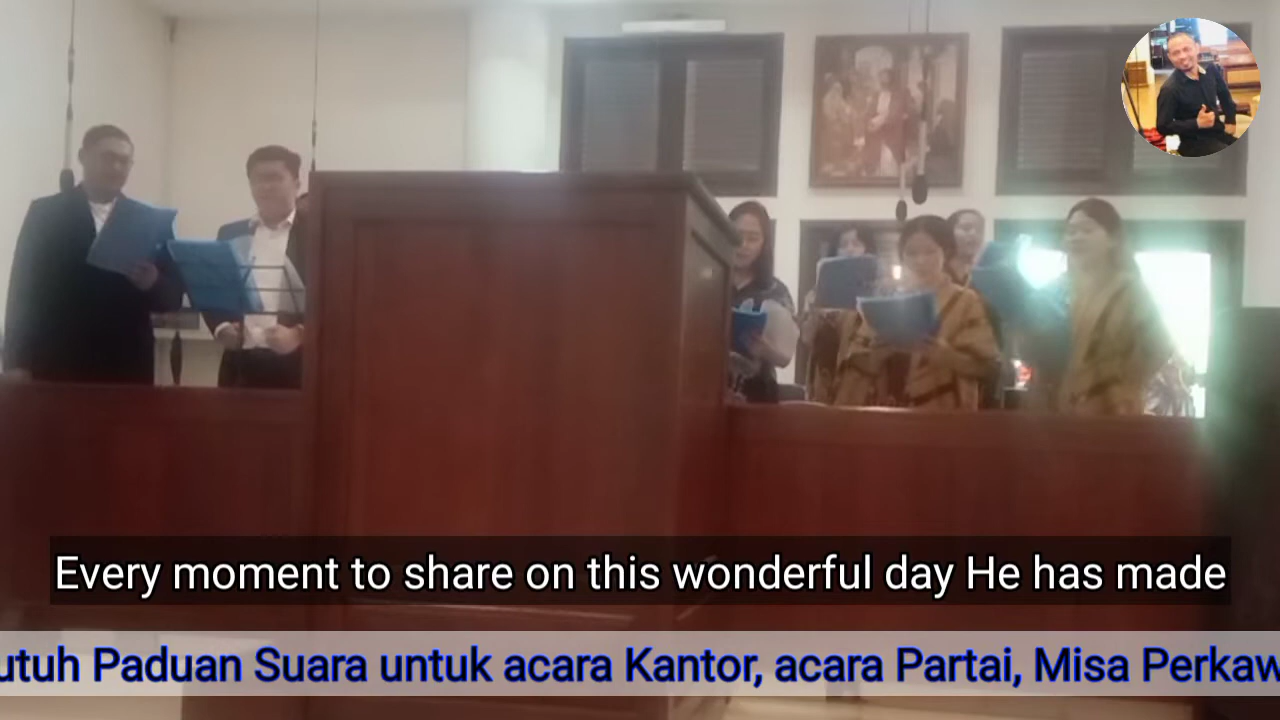 Every moment to share on this wonderful day He has made
utuh Paduan Suara untuk acara Kantor, acara Partai, Misa Perkaw